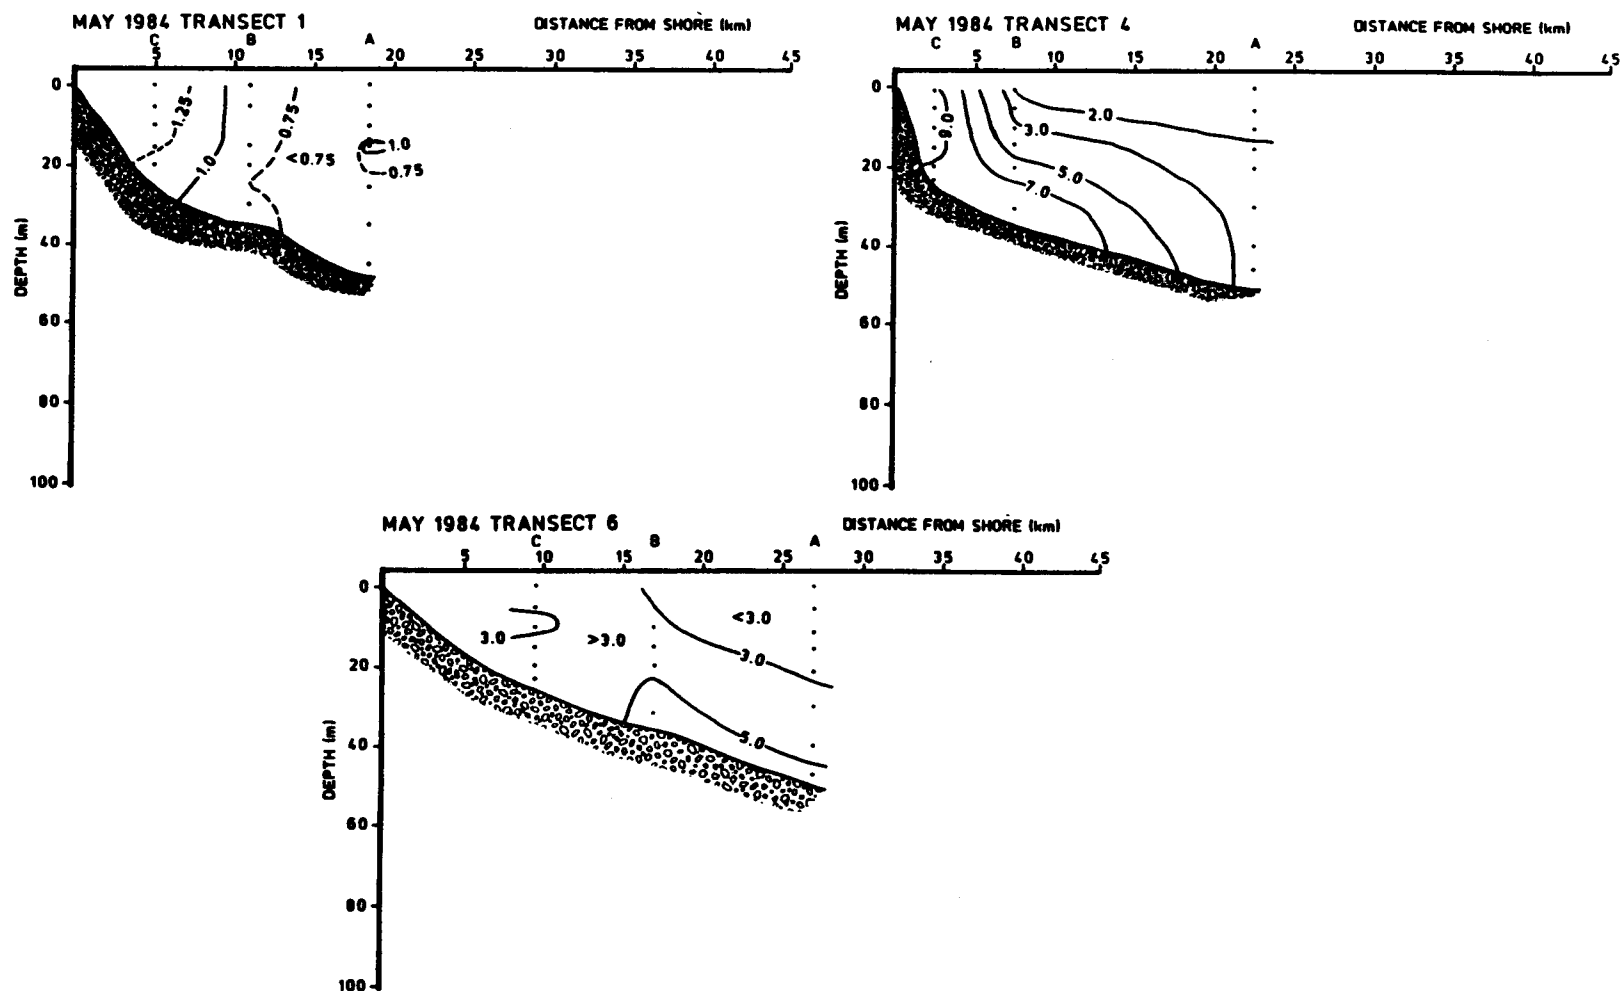 MAY 1984 TRANSECT 1
DISTANCE FROM SHORE (km)
C B A
5 10 15 20 25 30 35 40 45
DEPTH (m)
0
20
40
60
80
100
1.25
1.0
0.75
<0.75
1.0
0.75
MAY 1984 TRANSECT 4
DISTANCE FROM SHORE (km)
C B A
5 10 15 20 25 30 35 40 45
DEPTH (m)
0
20
40
60
80
100
9.0
2.0
3.0
5.0
7.0
MAY 1984 TRANSECT 6
DISTANCE FROM SHORE (km)
C B A
5 10 15 20 25 30 35 40 45
DEPTH (m)
0
20
40
60
80
100
3.0
>3.0
<3.0
3.0
5.0